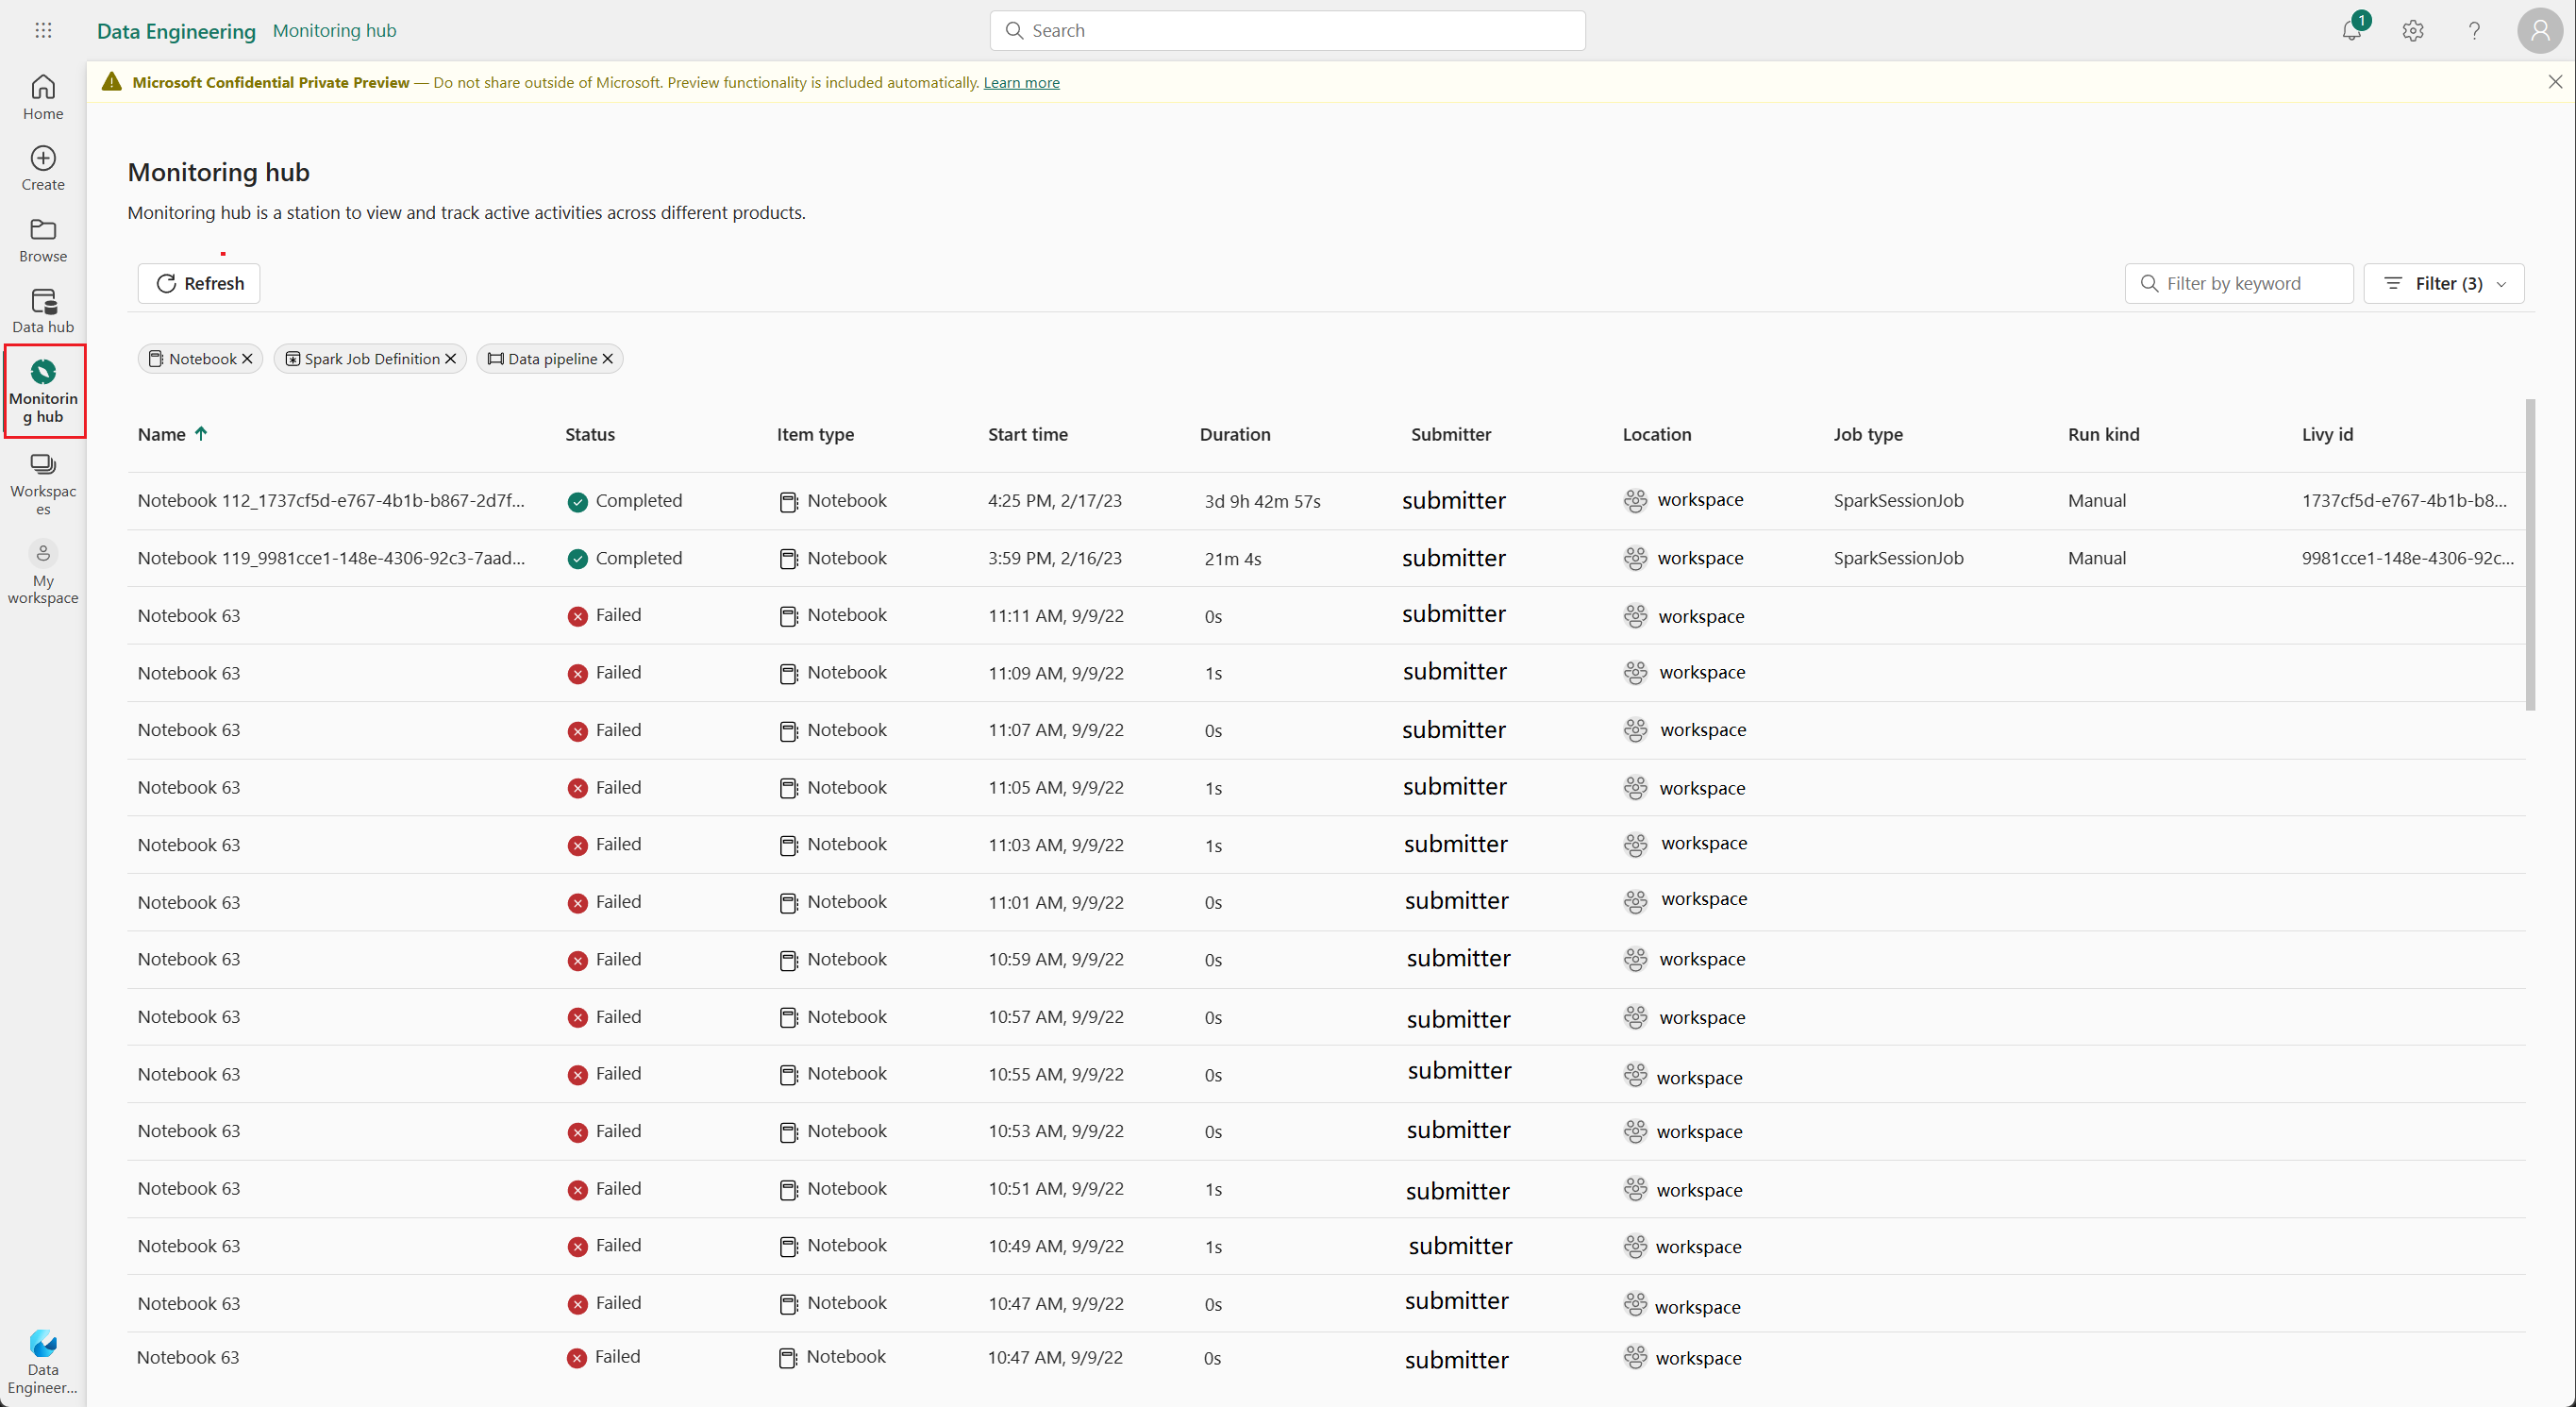 Data Engineering Monitoring hub Search 1
Microsoft Confidential Private Preview — Do not share outside of Microsoft. Preview functionality is included automatically. Learn more
Home
Create
Browse
Data hub
Monitorin
g hub
Workspac
es
My
workspace
Data
Engineer...
Monitoring hub
Monitoring hub is a station to view and track active activities across different products.
Refresh Filter by keyword Filter (3)
Notebook Spark Job Definition Data pipeline
Name Status Item type Start time Duration Submitter Location Job type Run kind Livy id
Notebook 112_1737cf5d-e767-4b1b-b867-2d7f... Completed Notebook 4:25 PM, 2/17/23 3d 9h 42m 57s submitter workspace SparkSessionJob Manual 1737cf5d-e767-4b1b-b8...
Notebook 119_9981cce1-148e-4306-92c3-7aad... Completed Notebook 3:59 PM, 2/16/23 21m 4s submitter workspace SparkSessionJob Manual 9981cce1-148e-4306-92c...
Notebook 63 Failed Notebook 11:11 AM, 9/9/22 0s submitter workspace
Notebook 63 Failed Notebook 11:09 AM, 9/9/22 1s submitter workspace
Notebook 63 Failed Notebook 11:07 AM, 9/9/22 0s submitter workspace
Notebook 63 Failed Notebook 11:05 AM, 9/9/22 1s submitter workspace
Notebook 63 Failed Notebook 11:03 AM, 9/9/22 1s submitter workspace
Notebook 63 Failed Notebook 11:01 AM, 9/9/22 0s submitter workspace
Notebook 63 Failed Notebook 10:59 AM, 9/9/22 0s submitter workspace
Notebook 63 Failed Notebook 10:57 AM, 9/9/22 0s submitter workspace
Notebook 63 Failed Notebook 10:55 AM, 9/9/22 0s submitter workspace
Notebook 63 Failed Notebook 10:53 AM, 9/9/22 0s submitter workspace
Notebook 63 Failed Notebook 10:51 AM, 9/9/22 1s submitter workspace
Notebook 63 Failed Notebook 10:49 AM, 9/9/22 1s submitter workspace
Notebook 63 Failed Notebook 10:47 AM, 9/9/22 0s submitter workspace
Notebook 63 Failed Notebook 10:47 AM, 9/9/22 0s submitter workspace